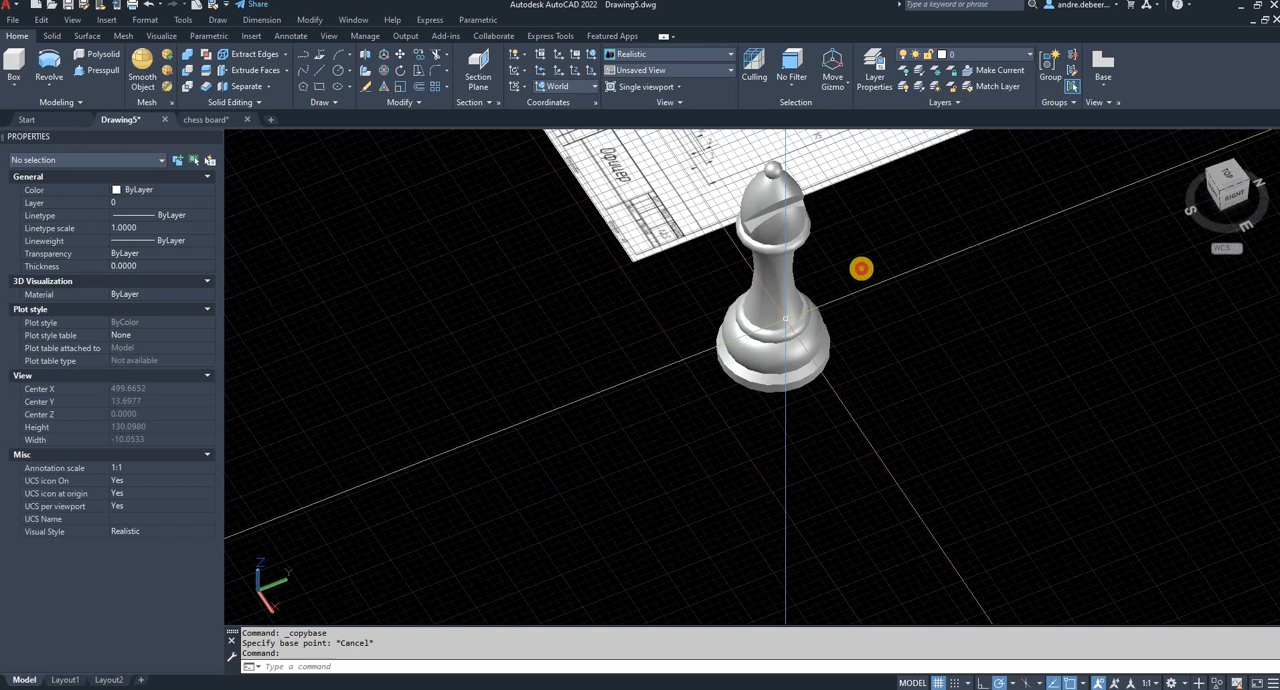 Share
Autodesk AutoCAD 2022 Drawing5.dwg
Type a keyword or phrase
andre.debeer...
File Edit View Insert Format Tools Draw Dimension Modify Window Help Express Parametric
Home Solid Surface Mesh Visualize Parametric Insert Annotate View Manage Output Add-ins Collaborate Express Tools Featured Apps
Box
Revolve
Polysolid
Presspull
Smooth Object
Extrude Faces
Extract Edges
Separate
Section Plane
World
Realistic
Unsaved View
Single viewport
Culling
No Filter
Move Gizmo
Layer Properties
0
Make Current
Match Layer
Group
Base
Modeling Mesh Solid Editing Draw Modify Section Coordinates View Selection Layers Groups View
Start Drawing5* chess board*
PROPERTIES
No selection
General
Color ByLayer
Layer 0
Linetype ByLayer
Linetype scale 1.0000
Lineweight ByLayer
Transparency ByLayer
Thickness 0.0000
3D Visualization
Material ByLayer
Plot style
Plot style ByColor
Plot style table None
Plot table attached to Model
Plot table type Not available
View
Center X 499.6652
Center Y 13.6977
Center Z 0.0000
Height 130.0980
Width -10.0533
Misc
Annotation scale 1:1
UCS icon On Yes
UCS icon at origin Yes
UCS per viewport Yes
UCS Name
Visual Style Realistic
Офицер
TOP
RIGHT
N
S
E
WCS
Z
Y
X
Command: _copybase
Specify base point: *Cancel*
Command:
Type a command
Model Layout1 Layout2
MODEL
1:1